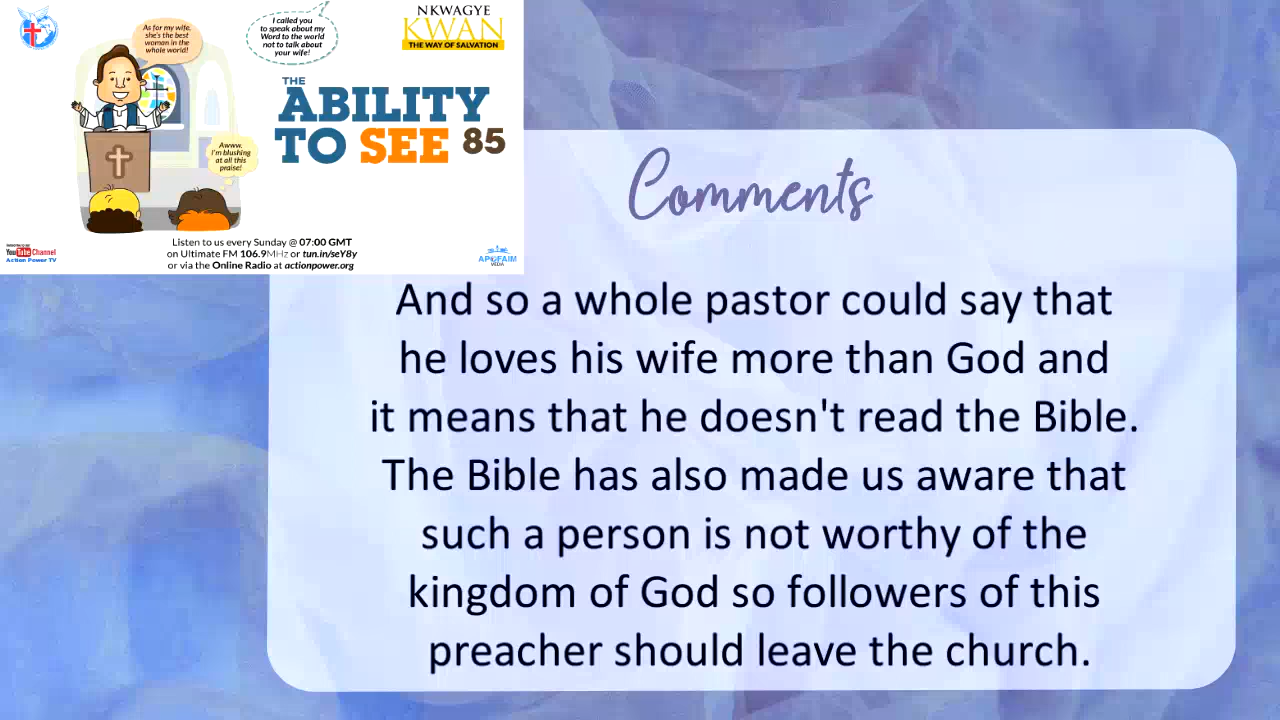 As for my wife,
she's the best
woman in the
whole world!
I called you
to speak about my
Word to the world
not to talk about
your wife!
NKWAGYE
KWAN
THE WAY OF SALVATION
THE
ABILITY
TO SEE 85
Awww,
I'm blushing
at all this
praise!
Listen to us every Sunday @ 07:00 GMT
on Ultimate FM 106.9MHz or tun.in/seY8y
or via the Online Radio at actionpower.org
YouTube Channel
Action Power TV
APOFAIM
MEDIA
Comments
And so a whole pastor could say that
he loves his wife more than God and
it means that he doesn't read the Bible.
The Bible has also made us aware that
such a person is not worthy of the
kingdom of God so followers of this
preacher should leave the church.